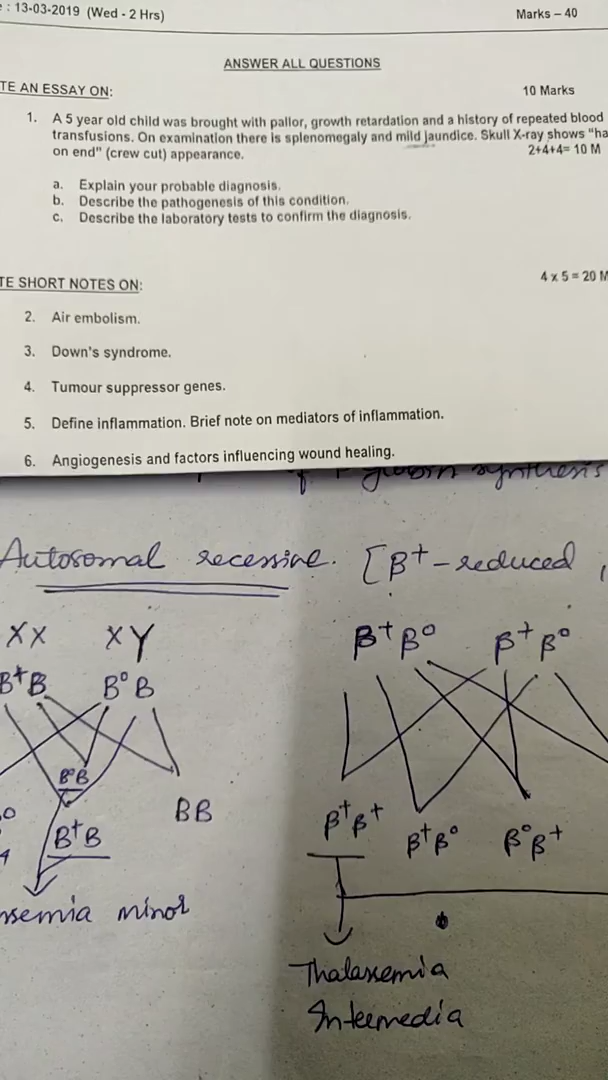 : 13-03-2019 (Wed - 2 Hrs) Marks – 40
ANSWER ALL QUESTIONS
TE AN ESSAY ON: 10 Marks
1. A 5 year old child was brought with pallor, growth retardation and a history of repeated blood
transfusions. On examination there is splenomegaly and mild jaundice. Skull X-ray shows "ha
on end" (crew cut) appearance. 2+4+4= 10 M
a. Explain your probable diagnosis.
b. Describe the pathogenesis of this condition.
c. Describe the laboratory tests to confirm the diagnosis.
TE SHORT NOTES ON: 4 x 5 = 20 M
2. Air embolism.
3. Down's syndrome.
4. Tumour suppressor genes.
5. Define inflammation. Brief note on mediators of inflammation.
6. Angiogenesis and factors influencing wound healing.
globin synthesis
Autosomal recessive. [β+ - reduced ,
XX XY
B+B B°B
β+β° β+β°
B°B
BB
B+B
β+β+ β+β° β°β+
ssemia minor
Thalassemia
Intermedia